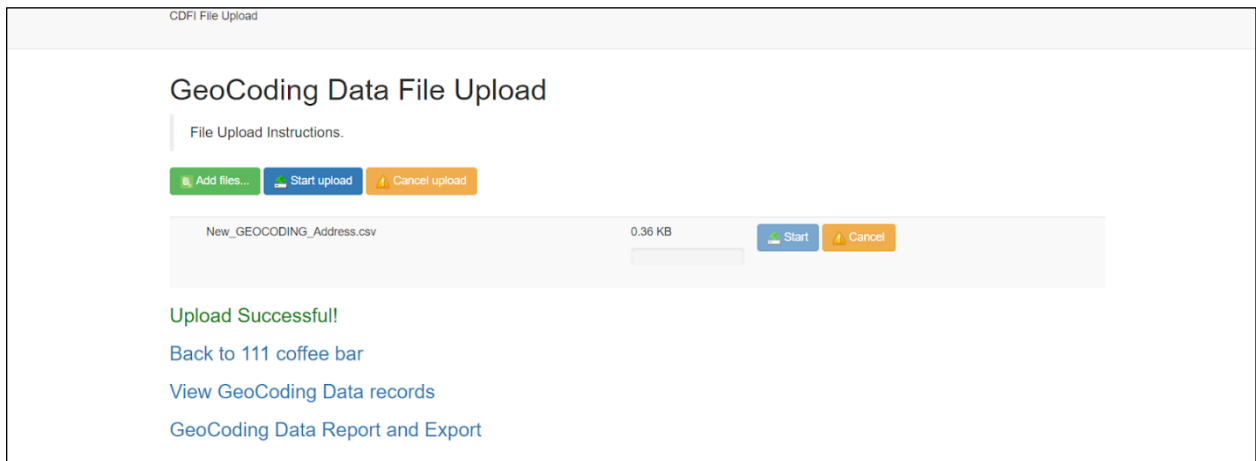 CDFI File Upload
GeoCoding Data File Upload
File Upload Instructions.
Add files... Start upload Cancel upload
New_GEOCODING_Address.csv 0.36 KB Start Cancel
Upload Successful!
Back to 111 coffee bar
View GeoCoding Data records
GeoCoding Data Report and Export